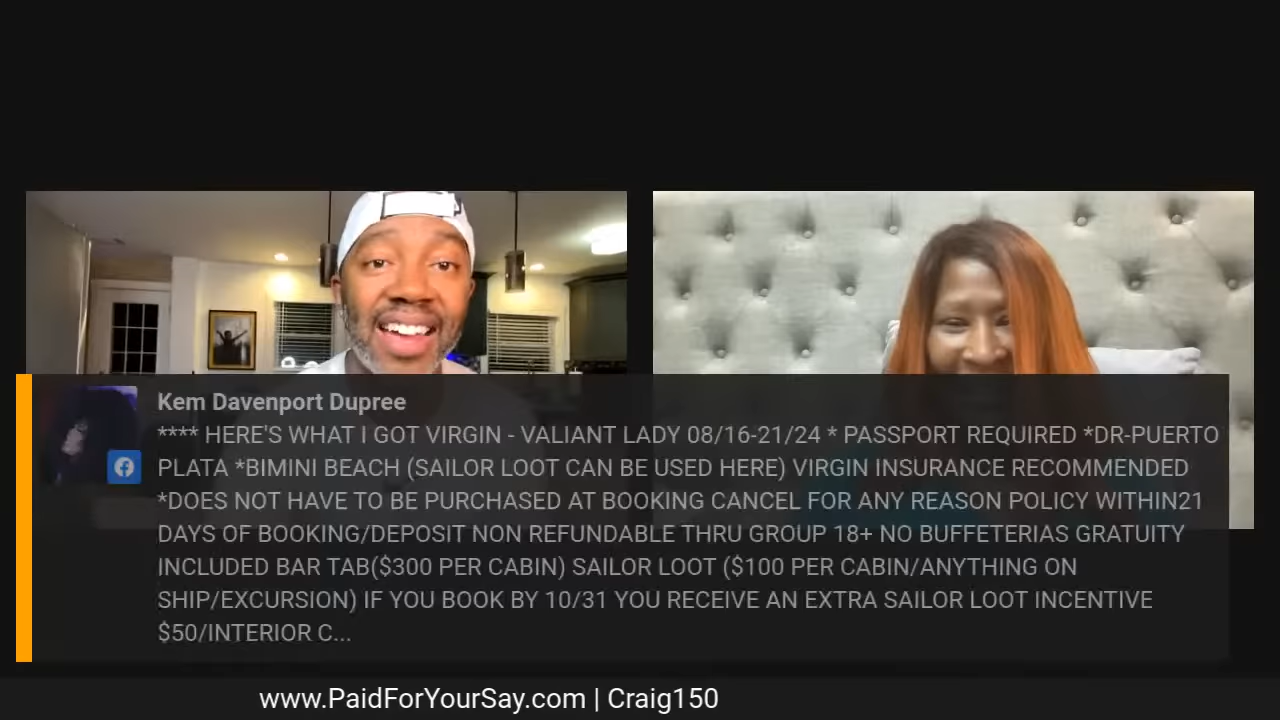 Kem Davenport Dupree
**** HERE'S WHAT I GOT VIRGIN - VALIANT LADY 08/16-21/24 * PASSPORT REQUIRED *DR-PUERTO
PLATA *BIMINI BEACH (SAILOR LOOT CAN BE USED HERE) VIRGIN INSURANCE RECOMMENDED
*DOES NOT HAVE TO BE PURCHASED AT BOOKING CANCEL FOR ANY REASON POLICY WITHIN21
DAYS OF BOOKING/DEPOSIT NON REFUNDABLE THRU GROUP 18+ NO BUFFETERIAS GRATUITY
INCLUDED BAR TAB($300 PER CABIN) SAILOR LOOT ($100 PER CABIN/ANYTHING ON
SHIP/EXCURSION) IF YOU BOOK BY 10/31 YOU RECEIVE AN EXTRA SAILOR LOOT INCENTIVE
$50/INTERIOR C...
www.PaidForYourSay.com | Craig150